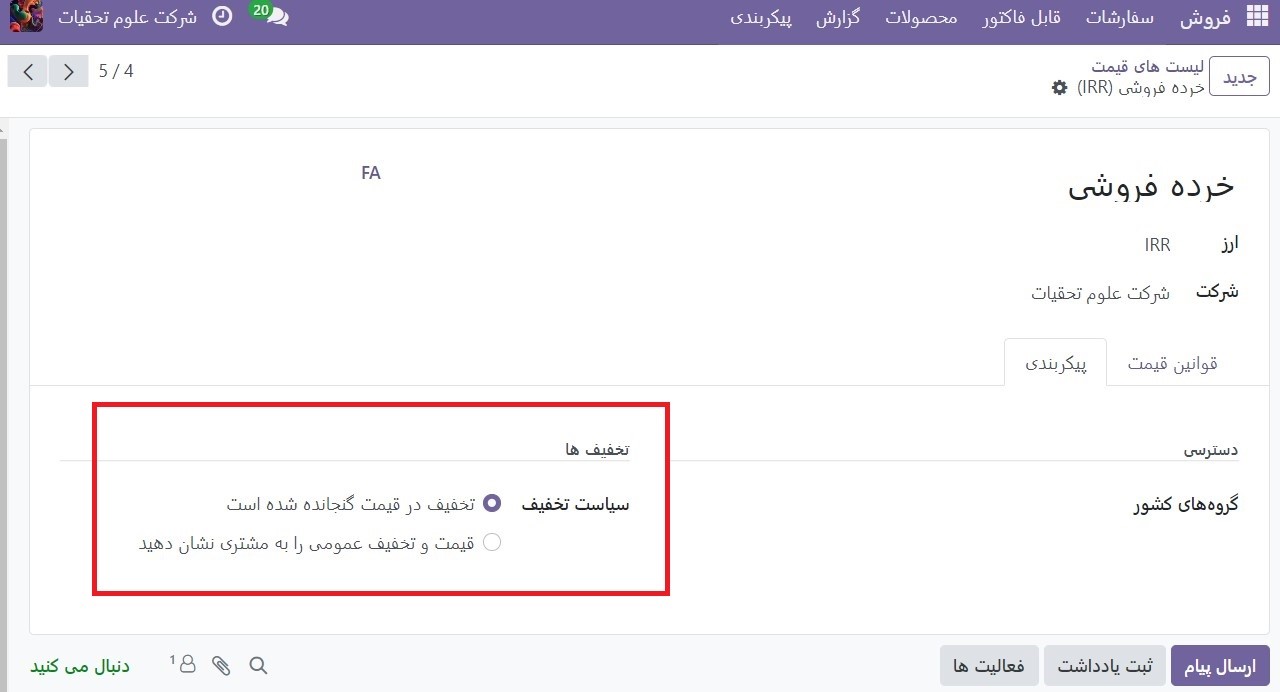 فروش سفارشات قابل فاکتور محصولات گزارش پیکربندی 20 شرکت علوم تحقیات
جدید لیست های قیمت
خرده فروشی (IRR) 5 / 4
خرده فروشی FA
ارز IRR
شرکت شرکت علوم تحقیات
قوانین قیمت پیکربندی
دسترسی تخفیف ها
گروه‌های کشور سیاست تخفیف تخفیف در قیمت گنجانده شده است
قیمت و تخفیف عمومی را به مشتری نشان دهید
ارسال پیام ثبت یادداشت فعالیت ها 1 دنبال می کنید